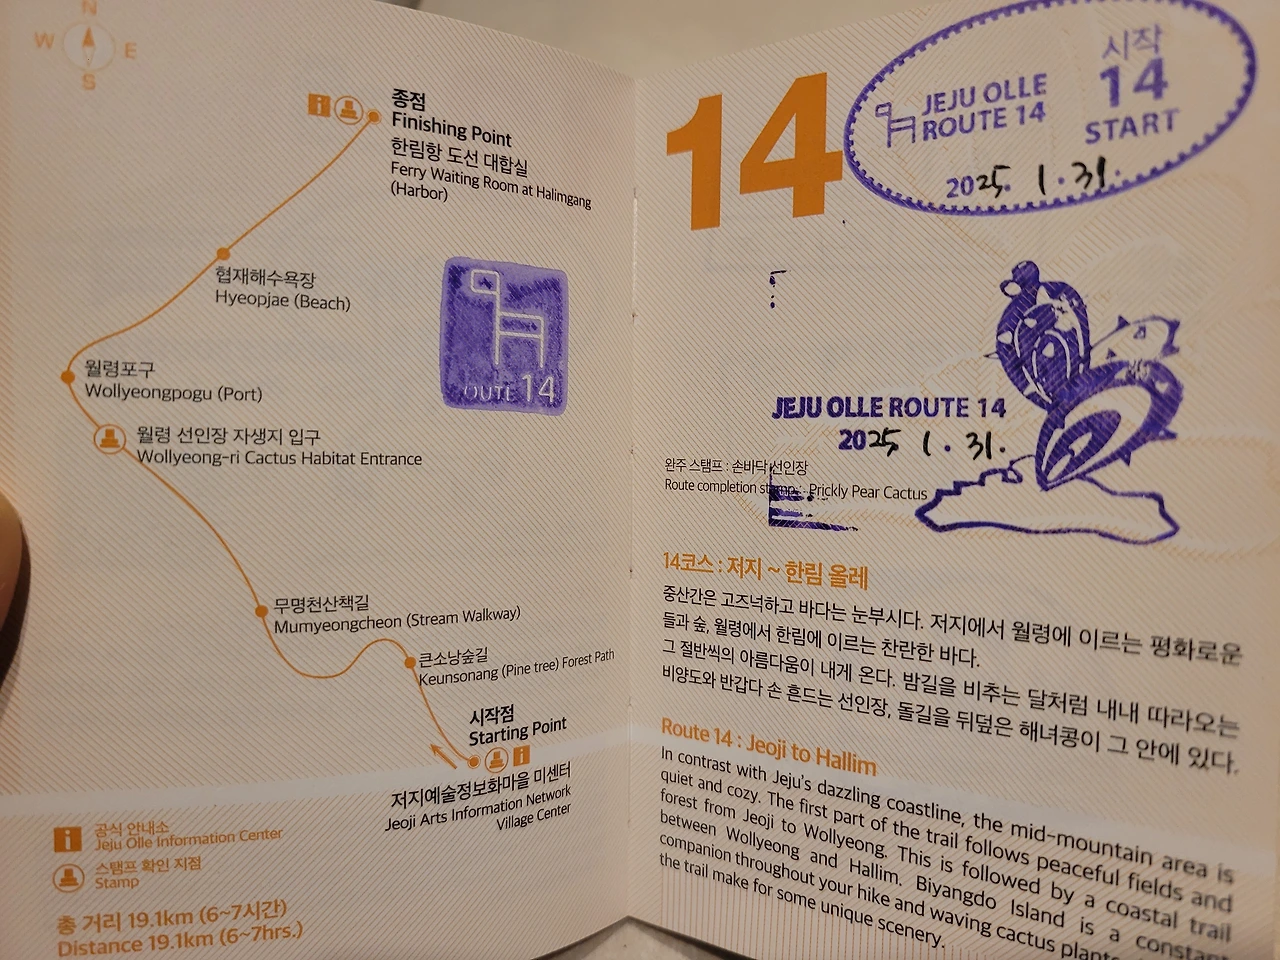 N
W E
S
종점
Finishing Point
한림항 도선 대합실
Ferry Waiting Room at Halimgang
(Harbor)
협재해수욕장
Hyeopjae (Beach)
월령포구
Wollyeongpogu (Port)
월령 선인장 자생지 입구
Wollyeong-ri Cactus Habitat Entrance
무명천산책길
Mumyeongcheon (Stream Walkway)
큰소낭숲길
Keunsonang (Pine tree) Forest Path
시작점
Starting Point
저지예술정보화마을 미센터
Jeoji Arts Information Network
Village Center
공식 안내소
Jeju Olle Information Center
스탬프 확인 지점
Stamp
총 거리 19.1km (6~7시간)
Distance 19.1km (6~7hrs.)
OUTE 14
14
JEJU OLLE
ROUTE 14
시작
14
START
2025. 1. 31.
JEJU OLLE ROUTE 14
2025 1. 31.
완주 스탬프 : 손바닥 선인장
Route completion stamp : Prickly Pear Cactus
14코스 : 저지 ~ 한림 올레
중산간은 고즈넉하고 바다는 눈부시다. 저지에서 월령에 이르는 평화로운
들과 숲, 월령에서 한림에 이르는 찬란한 바다.
그 절반씩의 아름다움이 내게 온다. 밤길을 비추는 달처럼 내내 따라오는
비양도와 반갑다 손 흔드는 선인장, 돌길을 뒤덮은 해녀콩이 그 안에 있다.
Route 14 : Jeoji to Hallim
In contrast with Jeju's dazzling coastline, the mid-mountain area is
quiet and cozy. The first part of the trail follows peaceful fields and
forest from Jeoji to Wollyeong. This is followed by a coastal trail
between Wollyeong and Hallim. Biyangdo Island is a constant
companion throughout your hike and waving cactus plants
the trail make for some unique scenery.